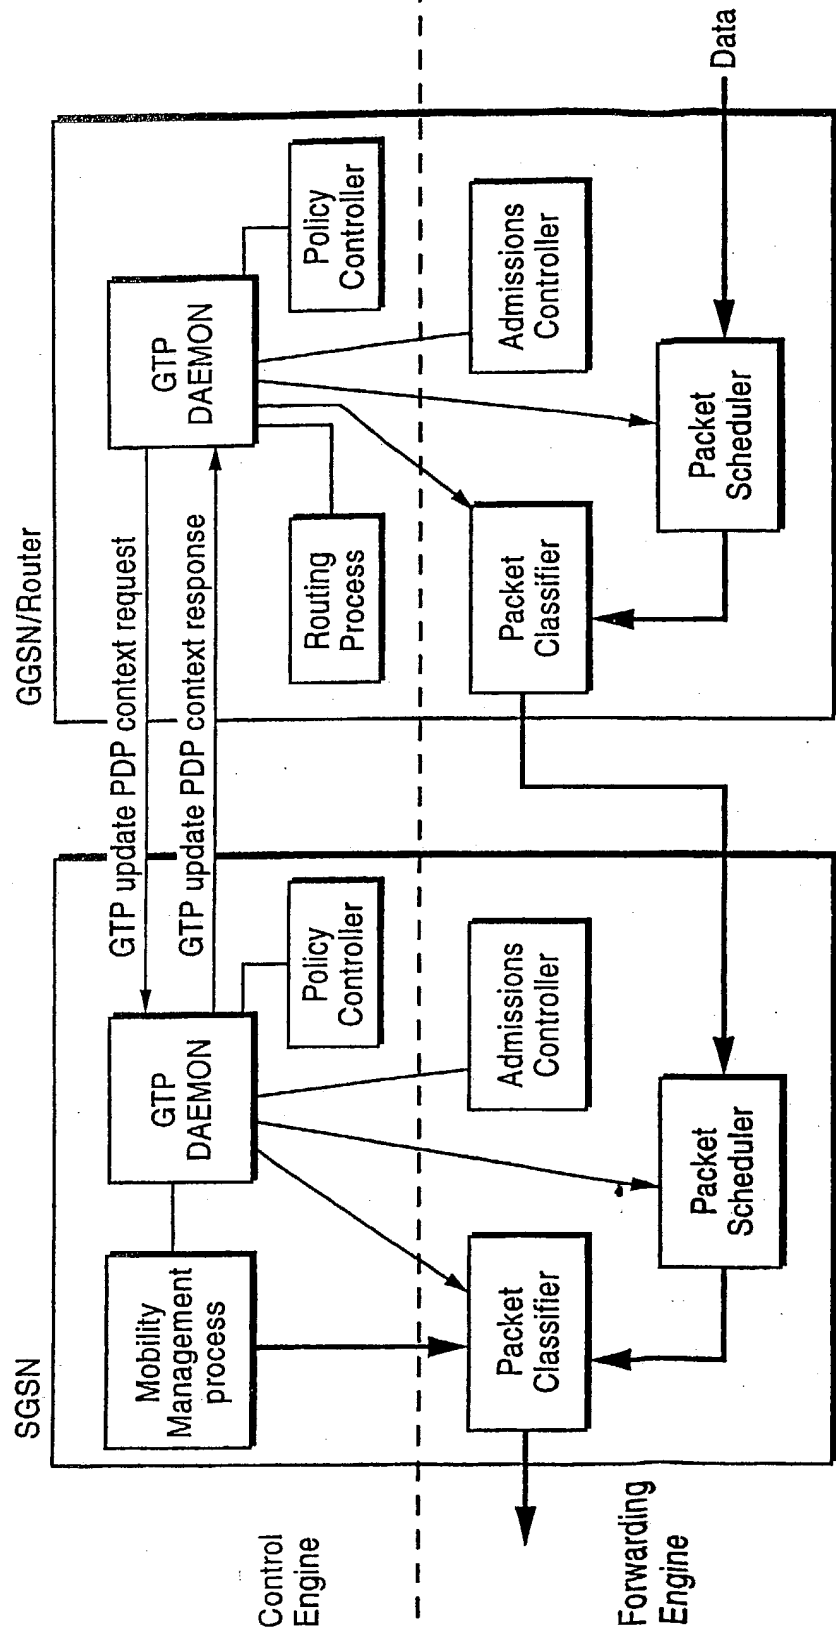 SGSN
GGSN/Router
Control
Engine
Mobility
Management
process
GTP
DAEMON
GTP update PDP context request
GTP update PDP context response
GTP
DAEMON
Policy
Controller
Routing
Process
Policy
Controller
Forwarding
Engine
Packet
Classifier
Admissions
Controller
Packet
Classifier
Admissions
Controller
Packet
Scheduler
Packet
Scheduler
Data